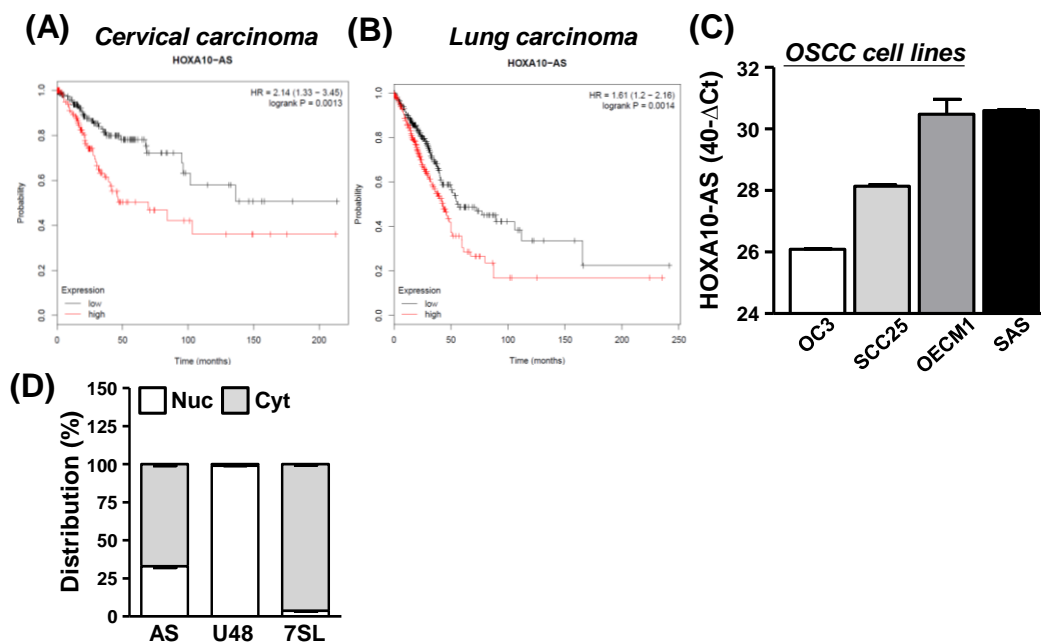 (A)
Cervical carcinoma
HOXA10-AS
HR = 2.14 (1.33 − 3.45)
logrank P = 0.0013
Probability
1.0
0.8
0.6
0.4
0.2
0.0
Expression
low
high
0
50
100
150
200
Time (months)
(B)
Lung carcinoma
HOXA10-AS
HR = 1.61 (1.2 − 2.16)
logrank P = 0.0014
Probability
1.0
0.8
0.6
0.4
0.2
0.0
Expression
low
high
0
50
100
150
200
250
Time (months)
(C)
OSCC cell lines
HOXA10-AS (40-ΔCt)
32
30
28
26
24
OC3
SCC25
OECM1
SAS
(D)
Nuc
Cyt
Distribution (%)
150
125
100
75
50
25
0
AS
U48
7SL